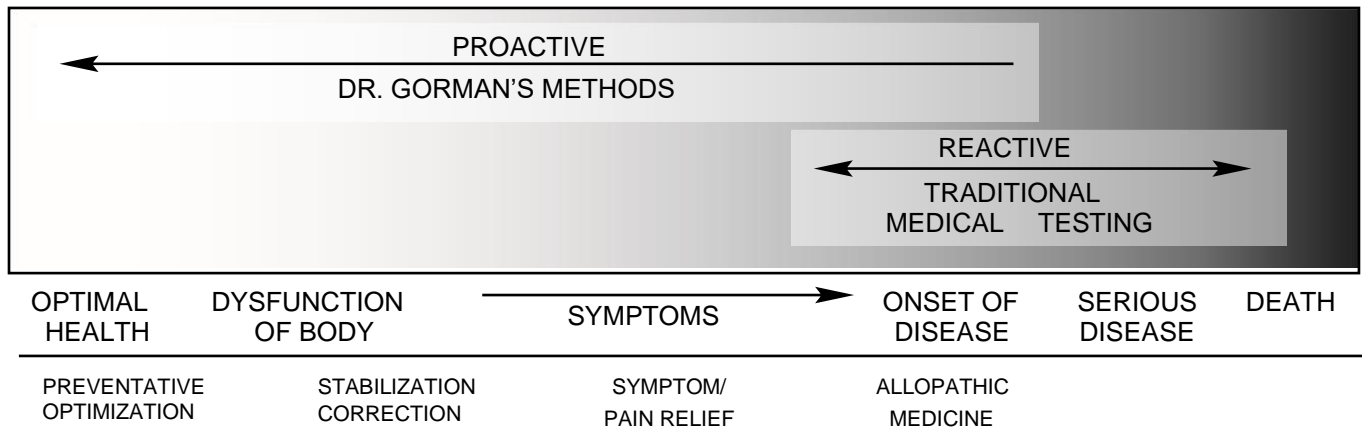 PROACTIVE
DR. GORMAN'S METHODS
REACTIVE
TRADITIONAL
MEDICAL TESTING
OPTIMAL
HEALTH
DYSFUNCTION
OF BODY
SYMPTOMS
ONSET OF
DISEASE
SERIOUS
DISEASE
DEATH
PREVENTATIVE
OPTIMIZATION
STABILIZATION
CORRECTION
SYMPTOM/
PAIN RELIEF
ALLOPATHIC
MEDICINE